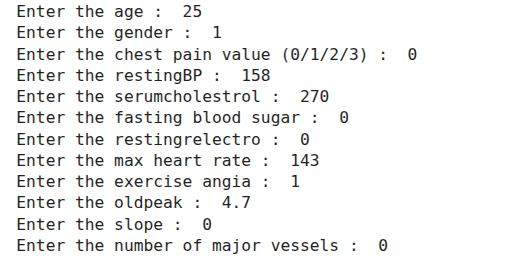 Enter the age :  25
Enter the gender :  1
Enter the chest pain value (0/1/2/3) :  0
Enter the restingBP :  158
Enter the serumcholestrol :  270
Enter the fasting blood sugar :  0
Enter the restingrelectro :  0
Enter the max heart rate :  143
Enter the exercise angia :  1
Enter the oldpeak :  4.7
Enter the slope :  0
Enter the number of major vessels :  0